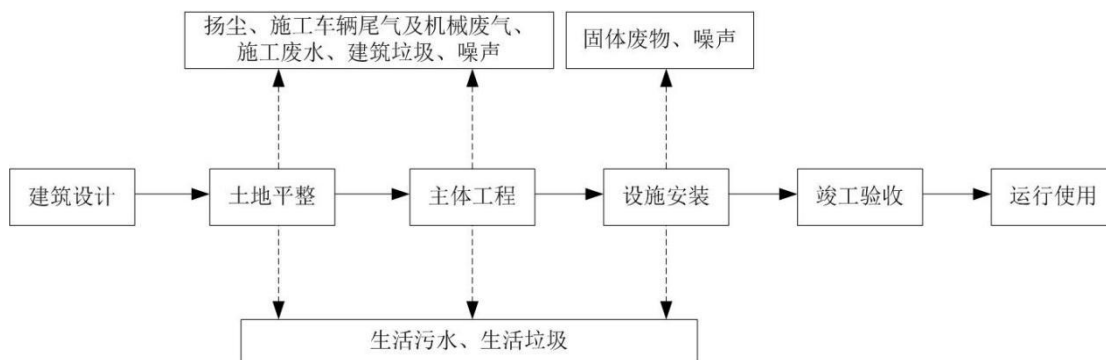 扬尘、施工车辆尾气及机械废气、
施工废水、建筑垃圾、噪声
固体废物、噪声
建筑设计
土地平整
主体工程
设施安装
竣工验收
运行使用
生活污水、生活垃圾